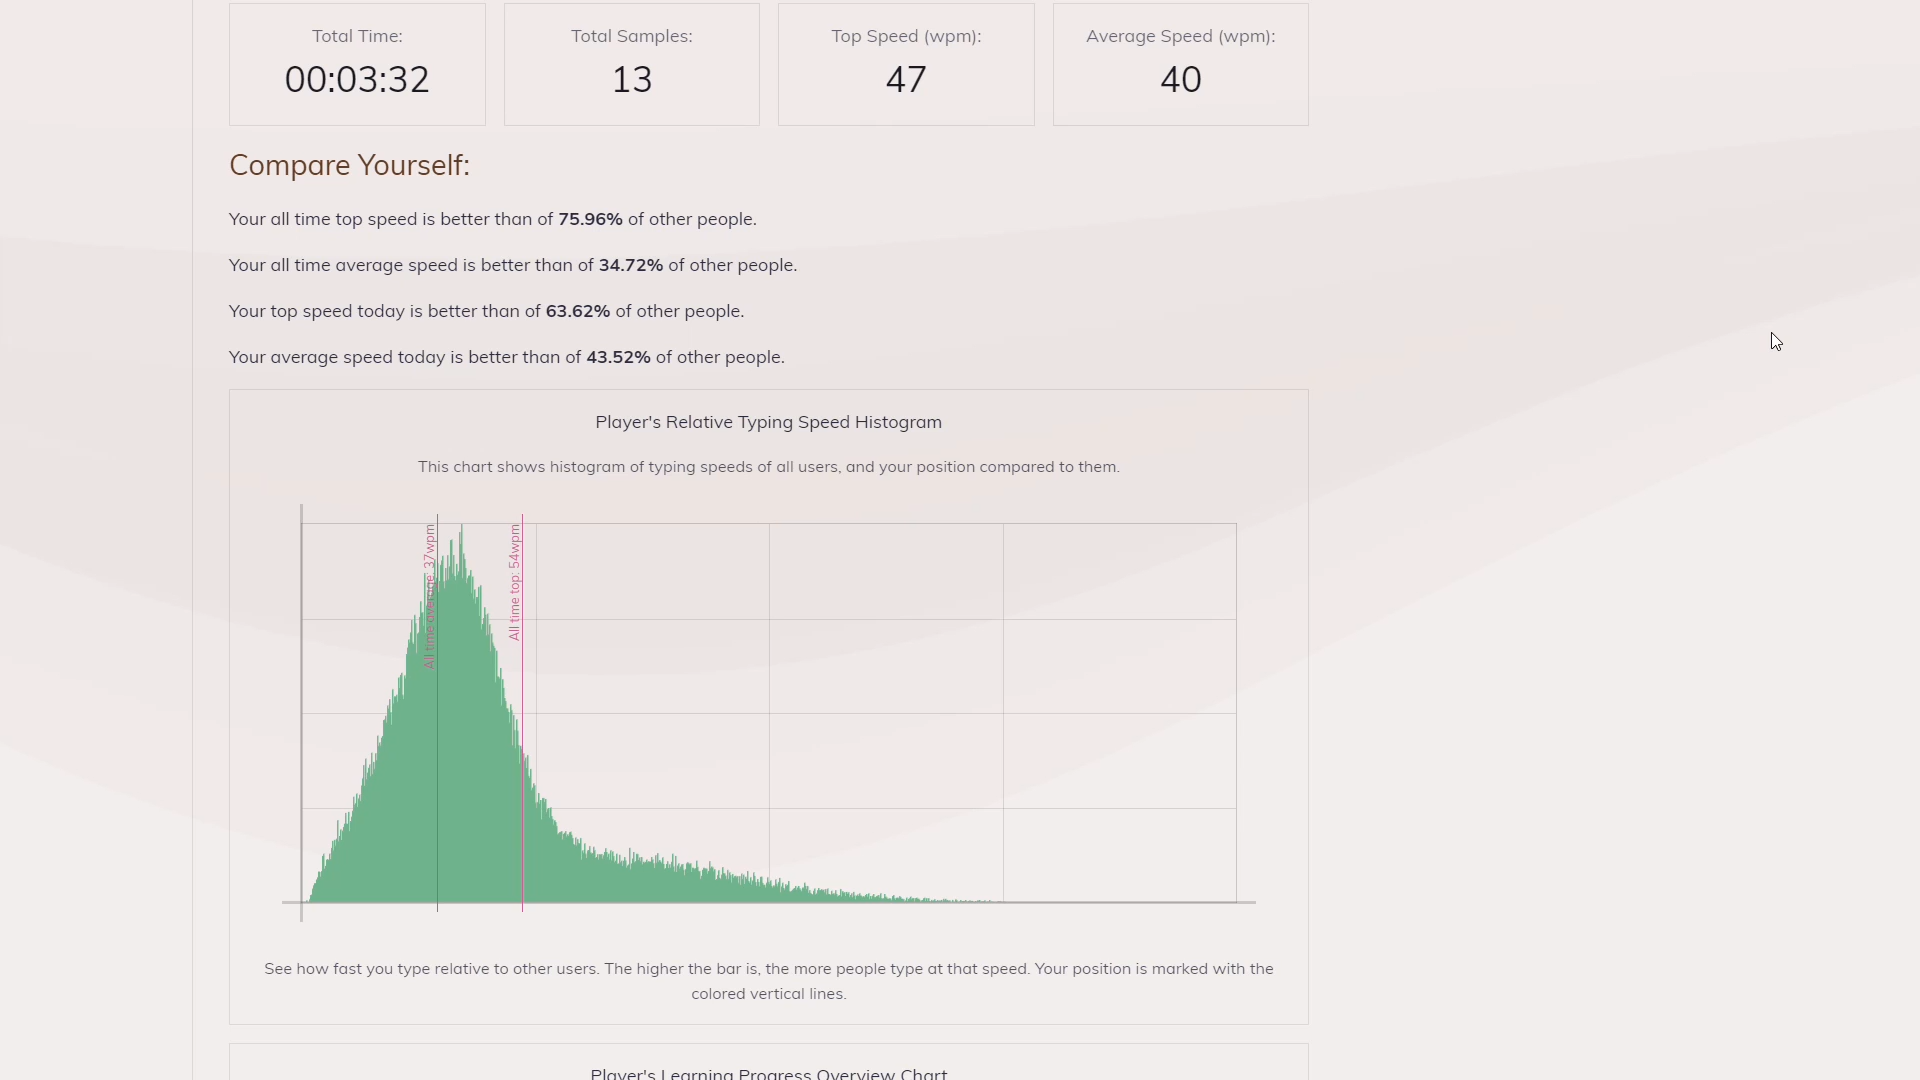 Total Time:
00:03:32
Total Samples:
13
Top Speed (wpm):
47
Average Speed (wpm):
40
Compare Yourself:
Your all time top speed is better than of 75.96% of other people.
Your all time average speed is better than of 34.72% of other people.
Your top speed today is better than of 63.62% of other people.
Your average speed today is better than of 43.52% of other people.
Player's Relative Typing Speed Histogram
This chart shows histogram of typing speeds of all users, and your position compared to them.
All time average: 37wpm
All time top: 54wpm
See how fast you type relative to other users. The higher the bar is, the more people type at that speed. Your position is marked with the
colored vertical lines.
Player's Learning Progress Overview Chart